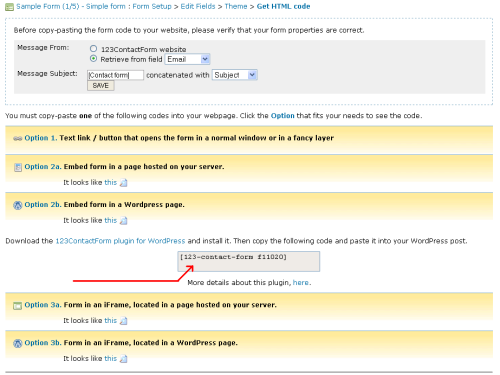 Sample Form (1/5) - Simple form : Form Setup > Edit Fields > Theme > Get HTML code
Before copy-pasting the form code to your website, please verify that your form properties are correct.
Message From: 123ContactForm website
Retrieve from field Email
Message Subject: [Contact form] concatenated with Subject
SAVE
You must copy-paste one of the following codes into your webpage. Click the Option that fits your needs to see the code.
Option 1. Text link / button that opens the form in a normal window or in a fancy layer
Option 2a. Embed form in a page hosted on your server.
It looks like this
Option 2b. Embed form in a Wordpress page.
It looks like this
Download the 123ContactForm plugin for WordPress and install it. Then copy the following code and paste it into your WordPress post.
[123-contact-form f11020]
More details about this plugin, here.
Option 3a. Form in an iFrame, located in a page hosted on your server.
It looks like this
Option 3b. Form in an iFrame, located in a WordPress page.
It looks like this